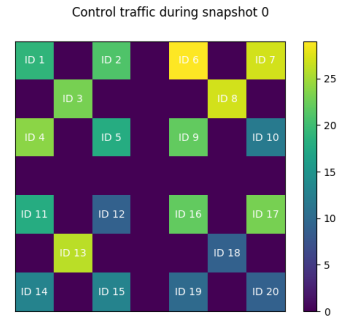 Control traffic during snapshot 0
ID 1 ID 2 ID 6 ID 7
ID 3 ID 8
ID 4 ID 5 ID 9 ID 10
ID 11 ID 12 ID 16 ID 17
ID 13 ID 18
ID 14 ID 15 ID 19 ID 20
25
20
15
10
5
0